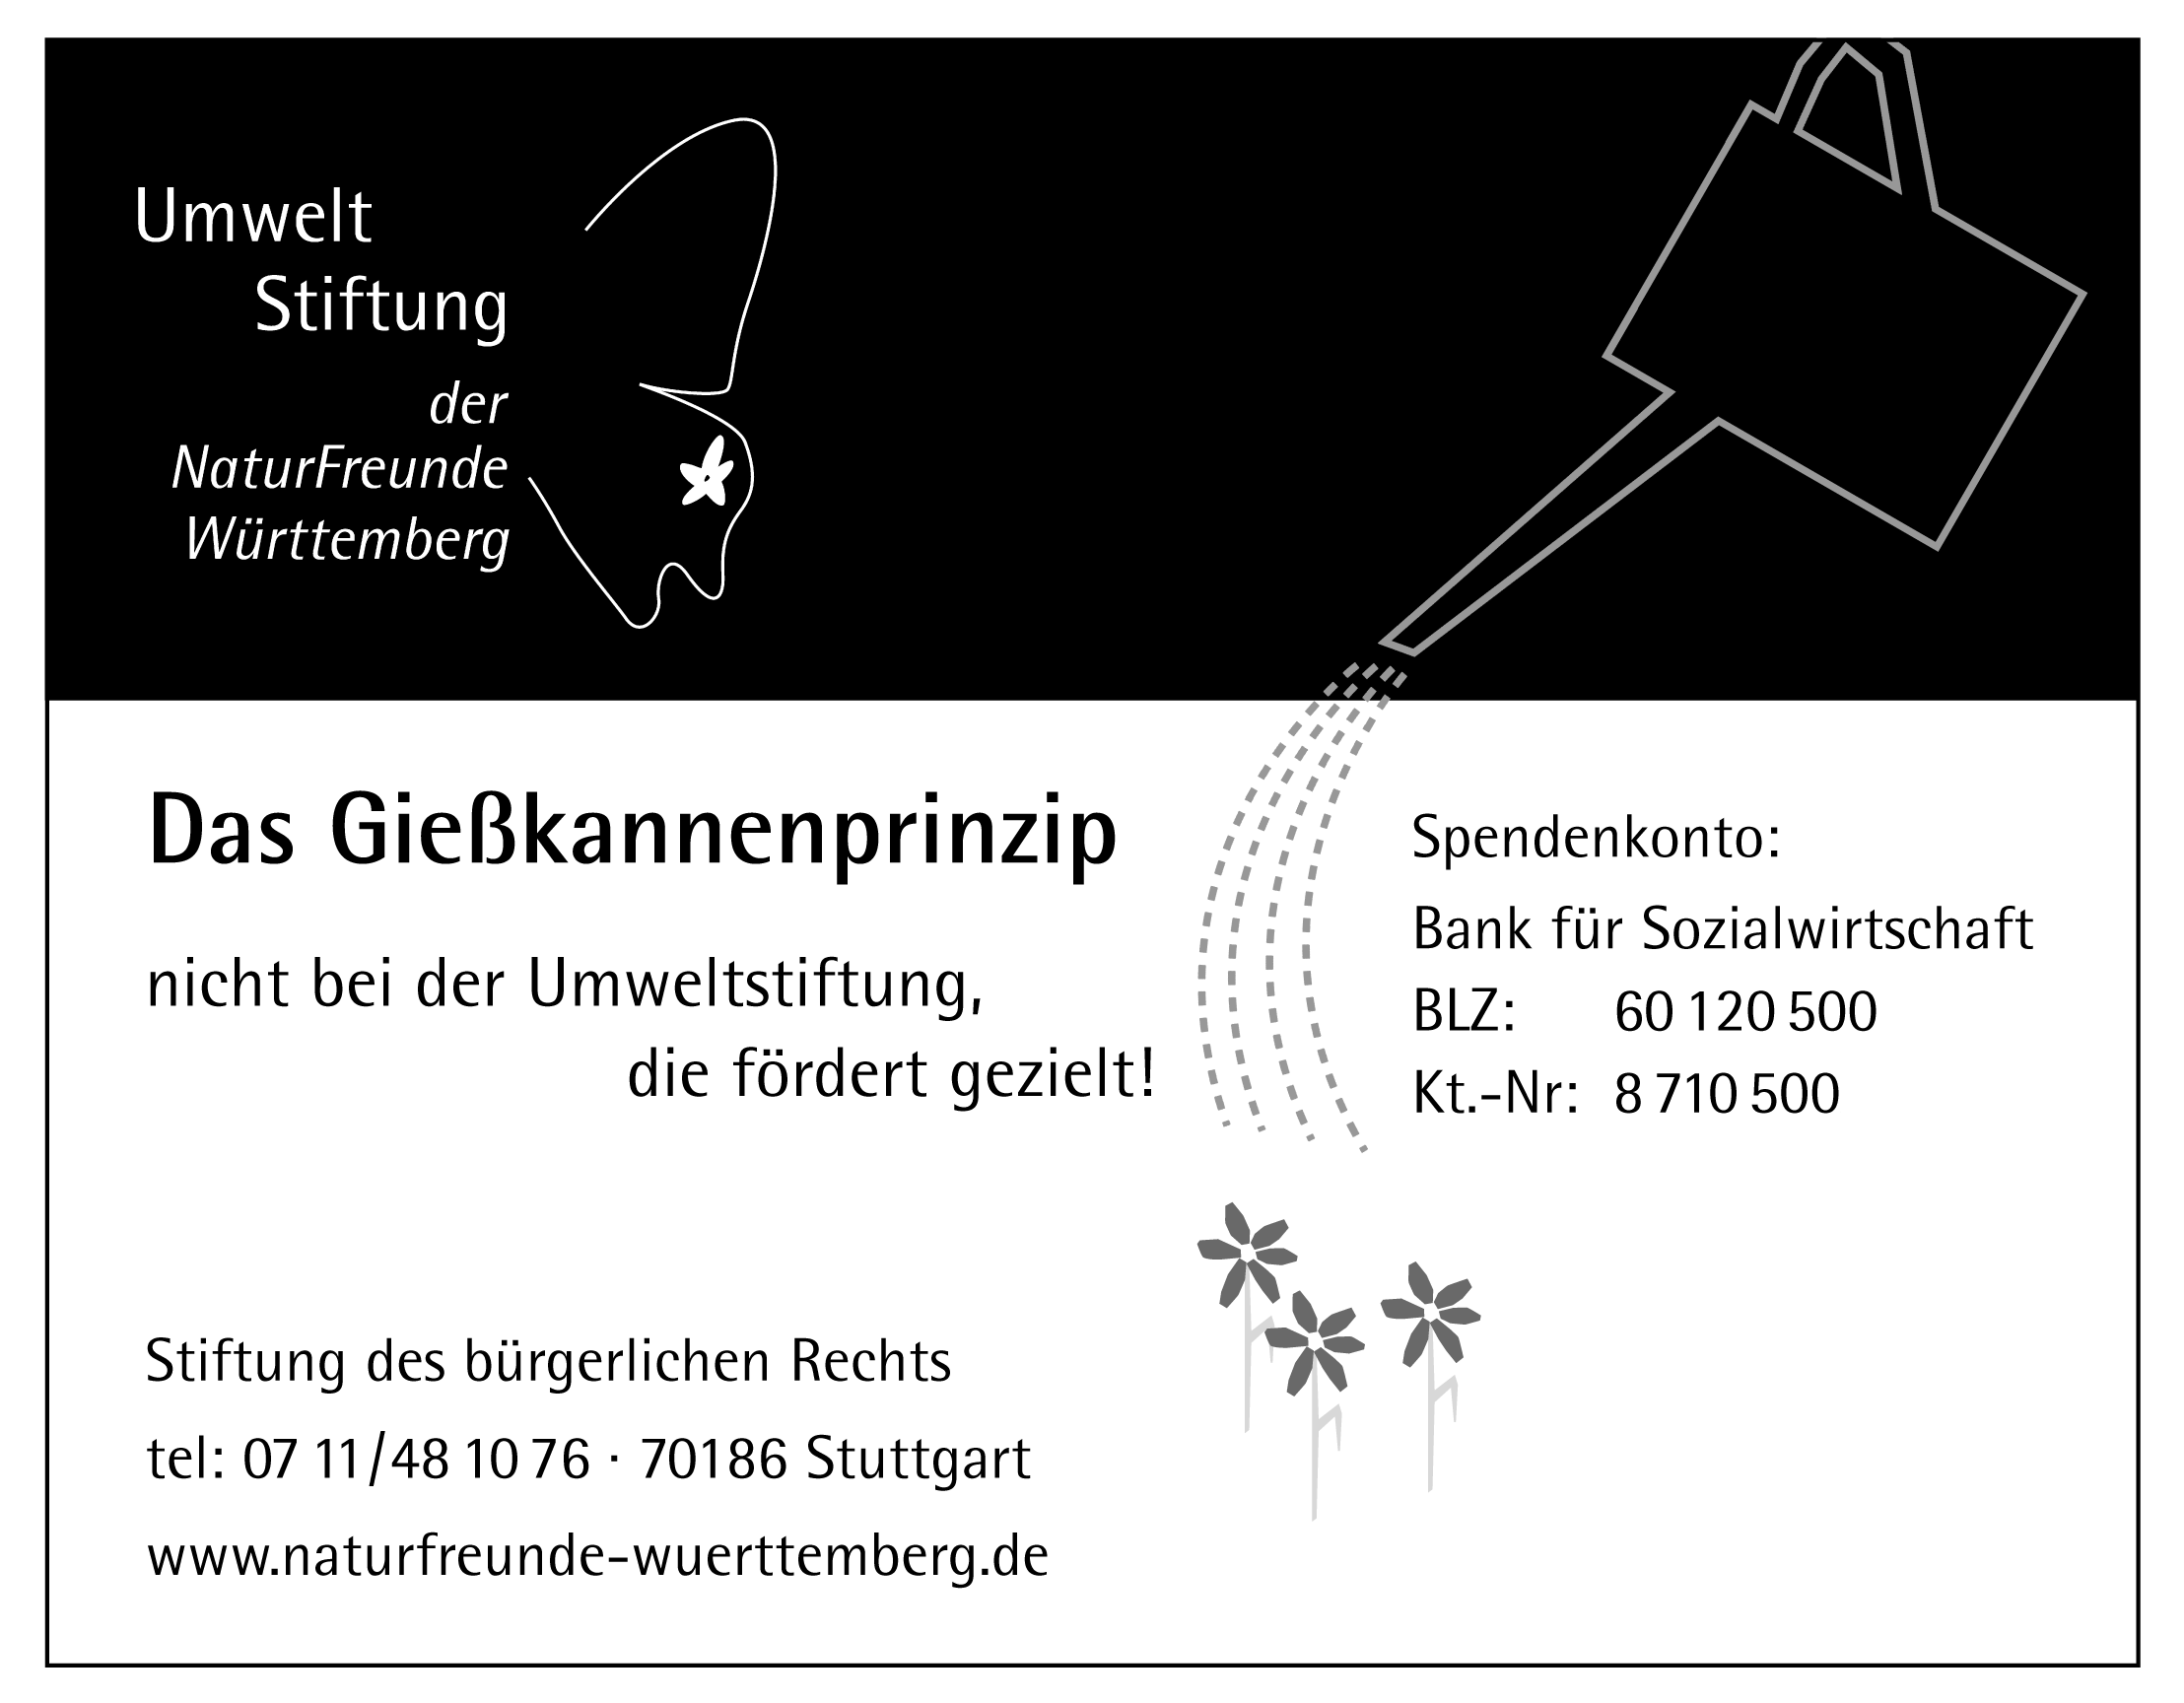 Umwelt
Stiftung
der
NaturFreunde
Württemberg
Das Gießkannenprinzip
nicht bei der Umweltstiftung,
die fördert gezielt!
Spendenkonto:
Bank für Sozialwirtschaft
BLZ: 60 120 500
Kt.-Nr: 8 710 500
Stiftung des bürgerlichen Rechts
tel: 07 11/48 10 76 · 70186 Stuttgart
www.naturfreunde-wuerttemberg.de